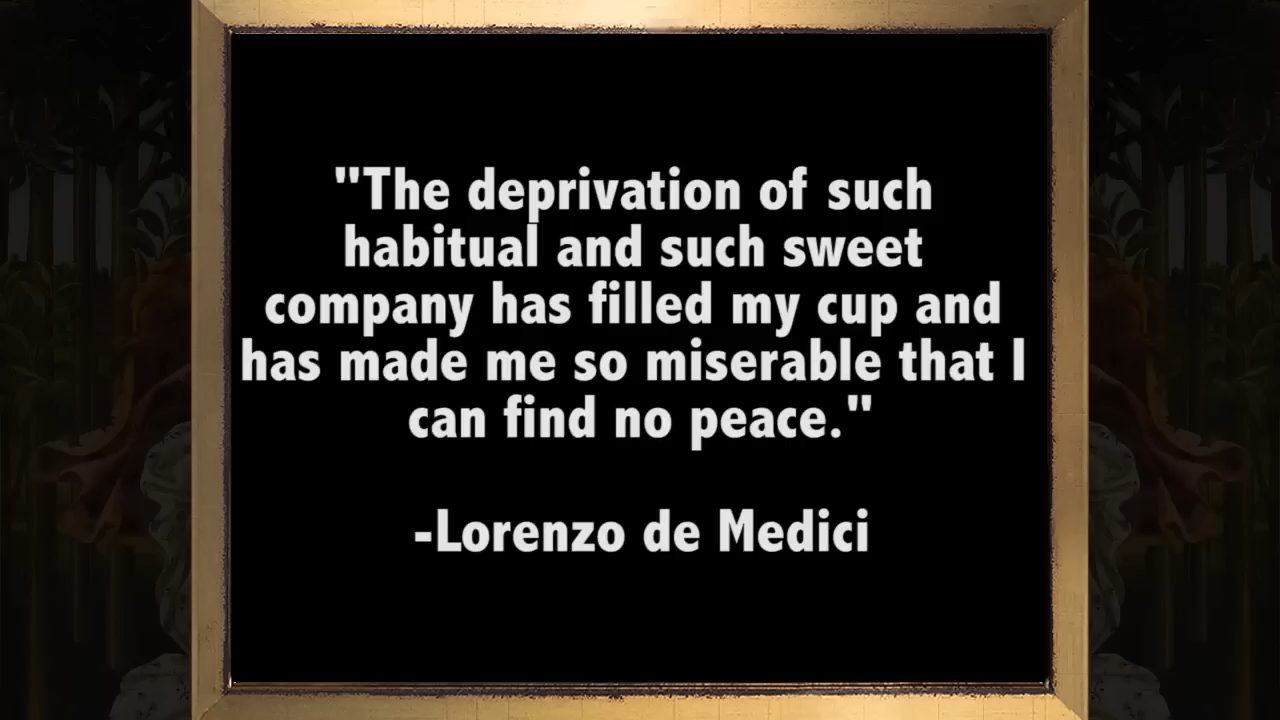 "The deprivation of such
habitual and such sweet
company has filled my cup and
has made me so miserable that I
can find no peace."
-Lorenzo de Medici